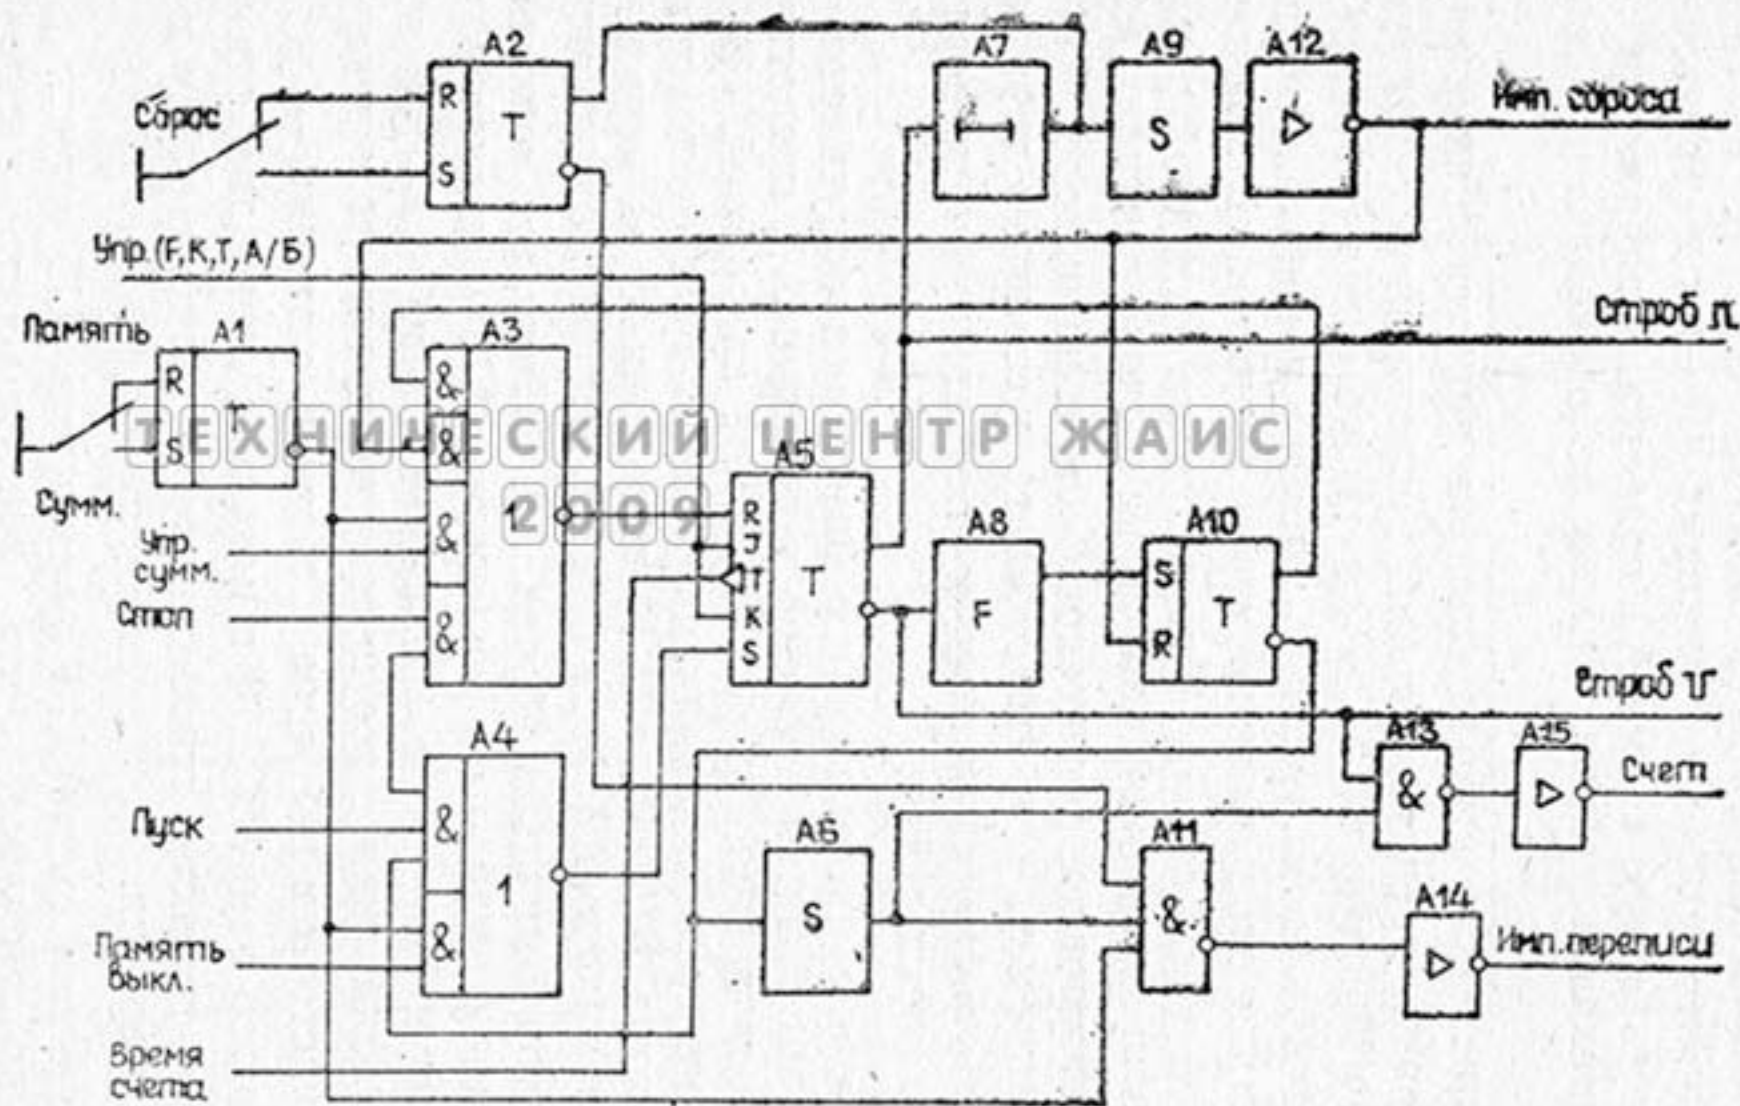 A2
A7
A9
A12
Сброс
R
T
S
S
▷
Имп. сброса
Упр.(F,K,T,A/Б)
Память
A1
R
T
S
Сумм.
A3
&
&
&
&
1
Строб Л
ТЕХНИЧЕСКИЙ ЦЕНТР ЖАИС
2009
Упр.
сумм.
Стоп
A5
R
J
T
K
S
T
A8
F
A10
S
R
T
Строб
A4
&
&
1
Пуск
Память
выкл.
Время
счета
A6
S
A11
&
A13
&
A15
▷
Счет
A14
▷
Имп.переписи